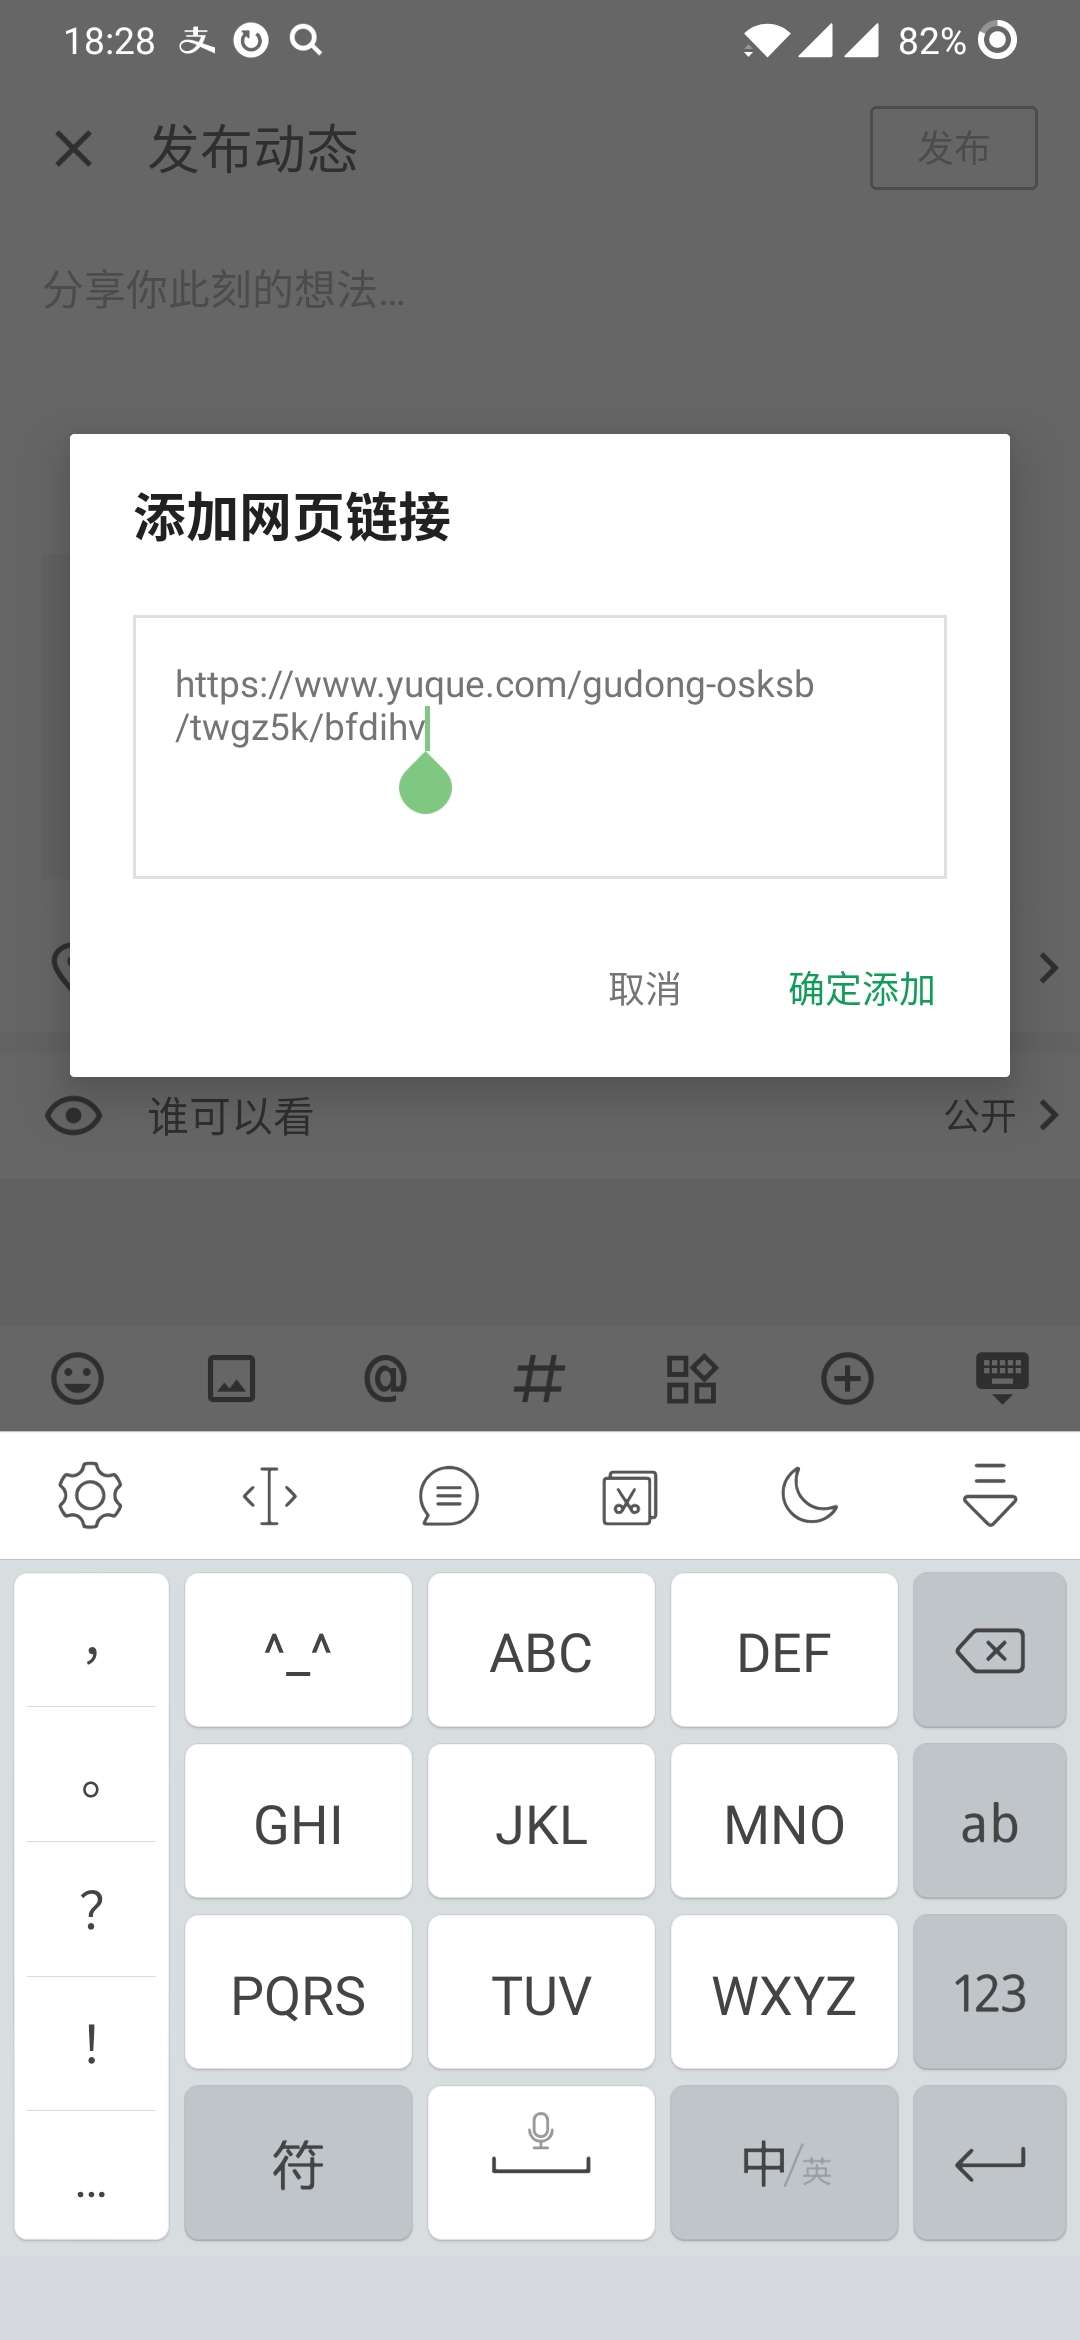 18:28 支 82%
发布动态 发布
分享你此刻的想法...
添加网页链接
https://www.yuque.com/gudong-osksb
/twgz5k/bfdihv
取消 确定添加
谁可以看 公开
@ #
， ^_^ ABC DEF
。 GHI JKL MNO ab
？ PQRS TUV WXYZ 123
！
... 符 中/英